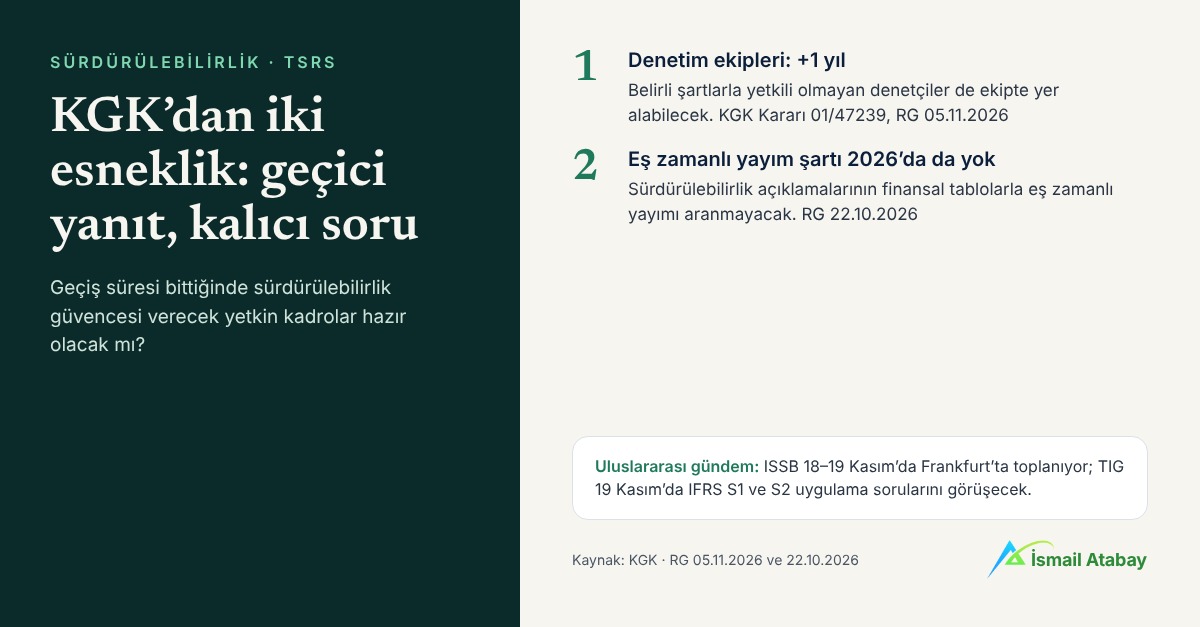 SÜRDÜRÜLEBİLİRLİK · TSRS
KGK’dan iki
esneklik: geçici
yanıt, kalıcı soru
Geçiş süresi bittiğinde sürdürülebilirlik
güvencesi verecek yetkin kadrolar hazır
olacak mı?
1
Denetim ekipleri: +1 yıl
Belirli şartlarla yetkili olmayan denetçiler de ekipte yer
alabilecek. KGK Kararı 01/47239, RG 05.11.2026
2
Eş zamanlı yayım şartı 2026’da da yok
Sürdürülebilirlik açıklamalarının finansal tablolarla eş zamanlı
yayımı aranmayacak. RG 22.10.2026
Uluslararası gündem: ISSB 18–19 Kasım’da Frankfurt’ta toplanıyor; TIG
19 Kasım’da IFRS S1 ve S2 uygulama sorularını görüşecek.
Kaynak: KGK · RG 05.11.2026 ve 22.10.2026
İsmail Atabay